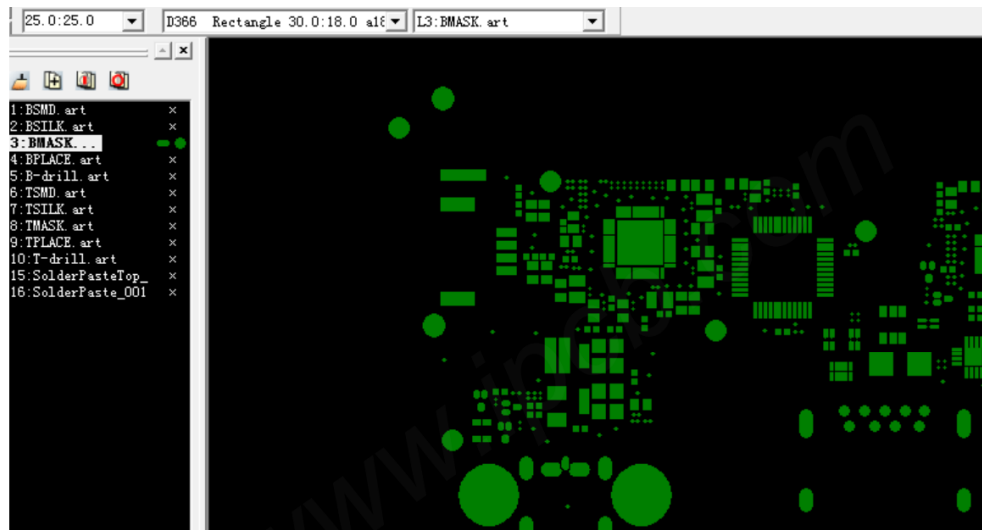 25.0:25.0
D366 Rectangle 30.0:18.0
L3:BMASK.art
1:BSMD.art
2:BSILK.art
3:BMASK...
4:BPLACE.art
5:B-drill.art
6:TSMD.art
7:TSILK.art
8:TMASK.art
9:TPLACE.art
10:T-drill.art
15:SolderPasteTop_
16:SolderPaste_001